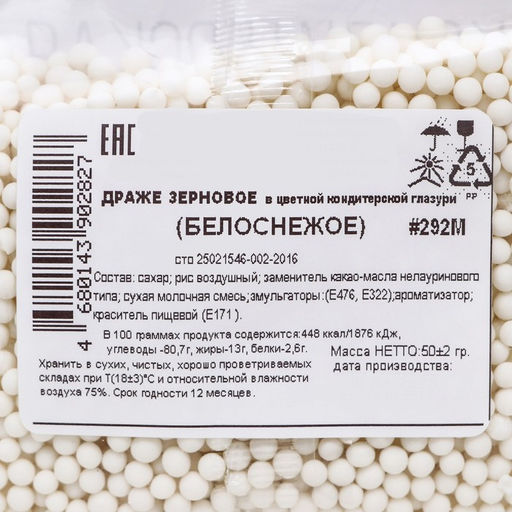 EAC
ДРАЖЕ ЗЕРНОВОЕ в цветной кондитерской глазури
(БЕЛОСНЕЖОЕ) #292М
сто 25021546-002-2016
Состав: сахар; рис воздушный; заменитель какао-масла нелауринового
типа; сухая молочная смесь;эмульгаторы:(Е476, Е322);ароматизатор;
краситель пищевой (Е171 ).
В 100 граммах продукта содержится:448 ккал/1876 кДж,
углеводы -80,7г, жиры-13г, белки-2,6г.
Масса НЕТТО:50±2 гр.
дата производства:
Хранить в сухих, чистых, хорошо проветриваемых
складах при Т(18±3)°С и относительной влажности
воздуха 75%. Срок годности 12 месяцев.
4 680143 902827
5
PP